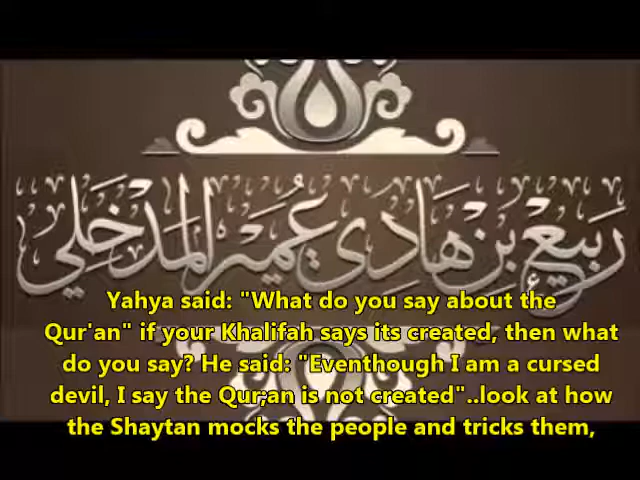 ربيع بن هادي عمير المدخلي
Yahya said: "What do you say about the
Qur'an" if your Khalifah says its created, then what
do you say? He said: "Eventhough I am a cursed
devil, I say the Qur;an is not created"..look at how
the Shaytan mocks the people and tricks them,